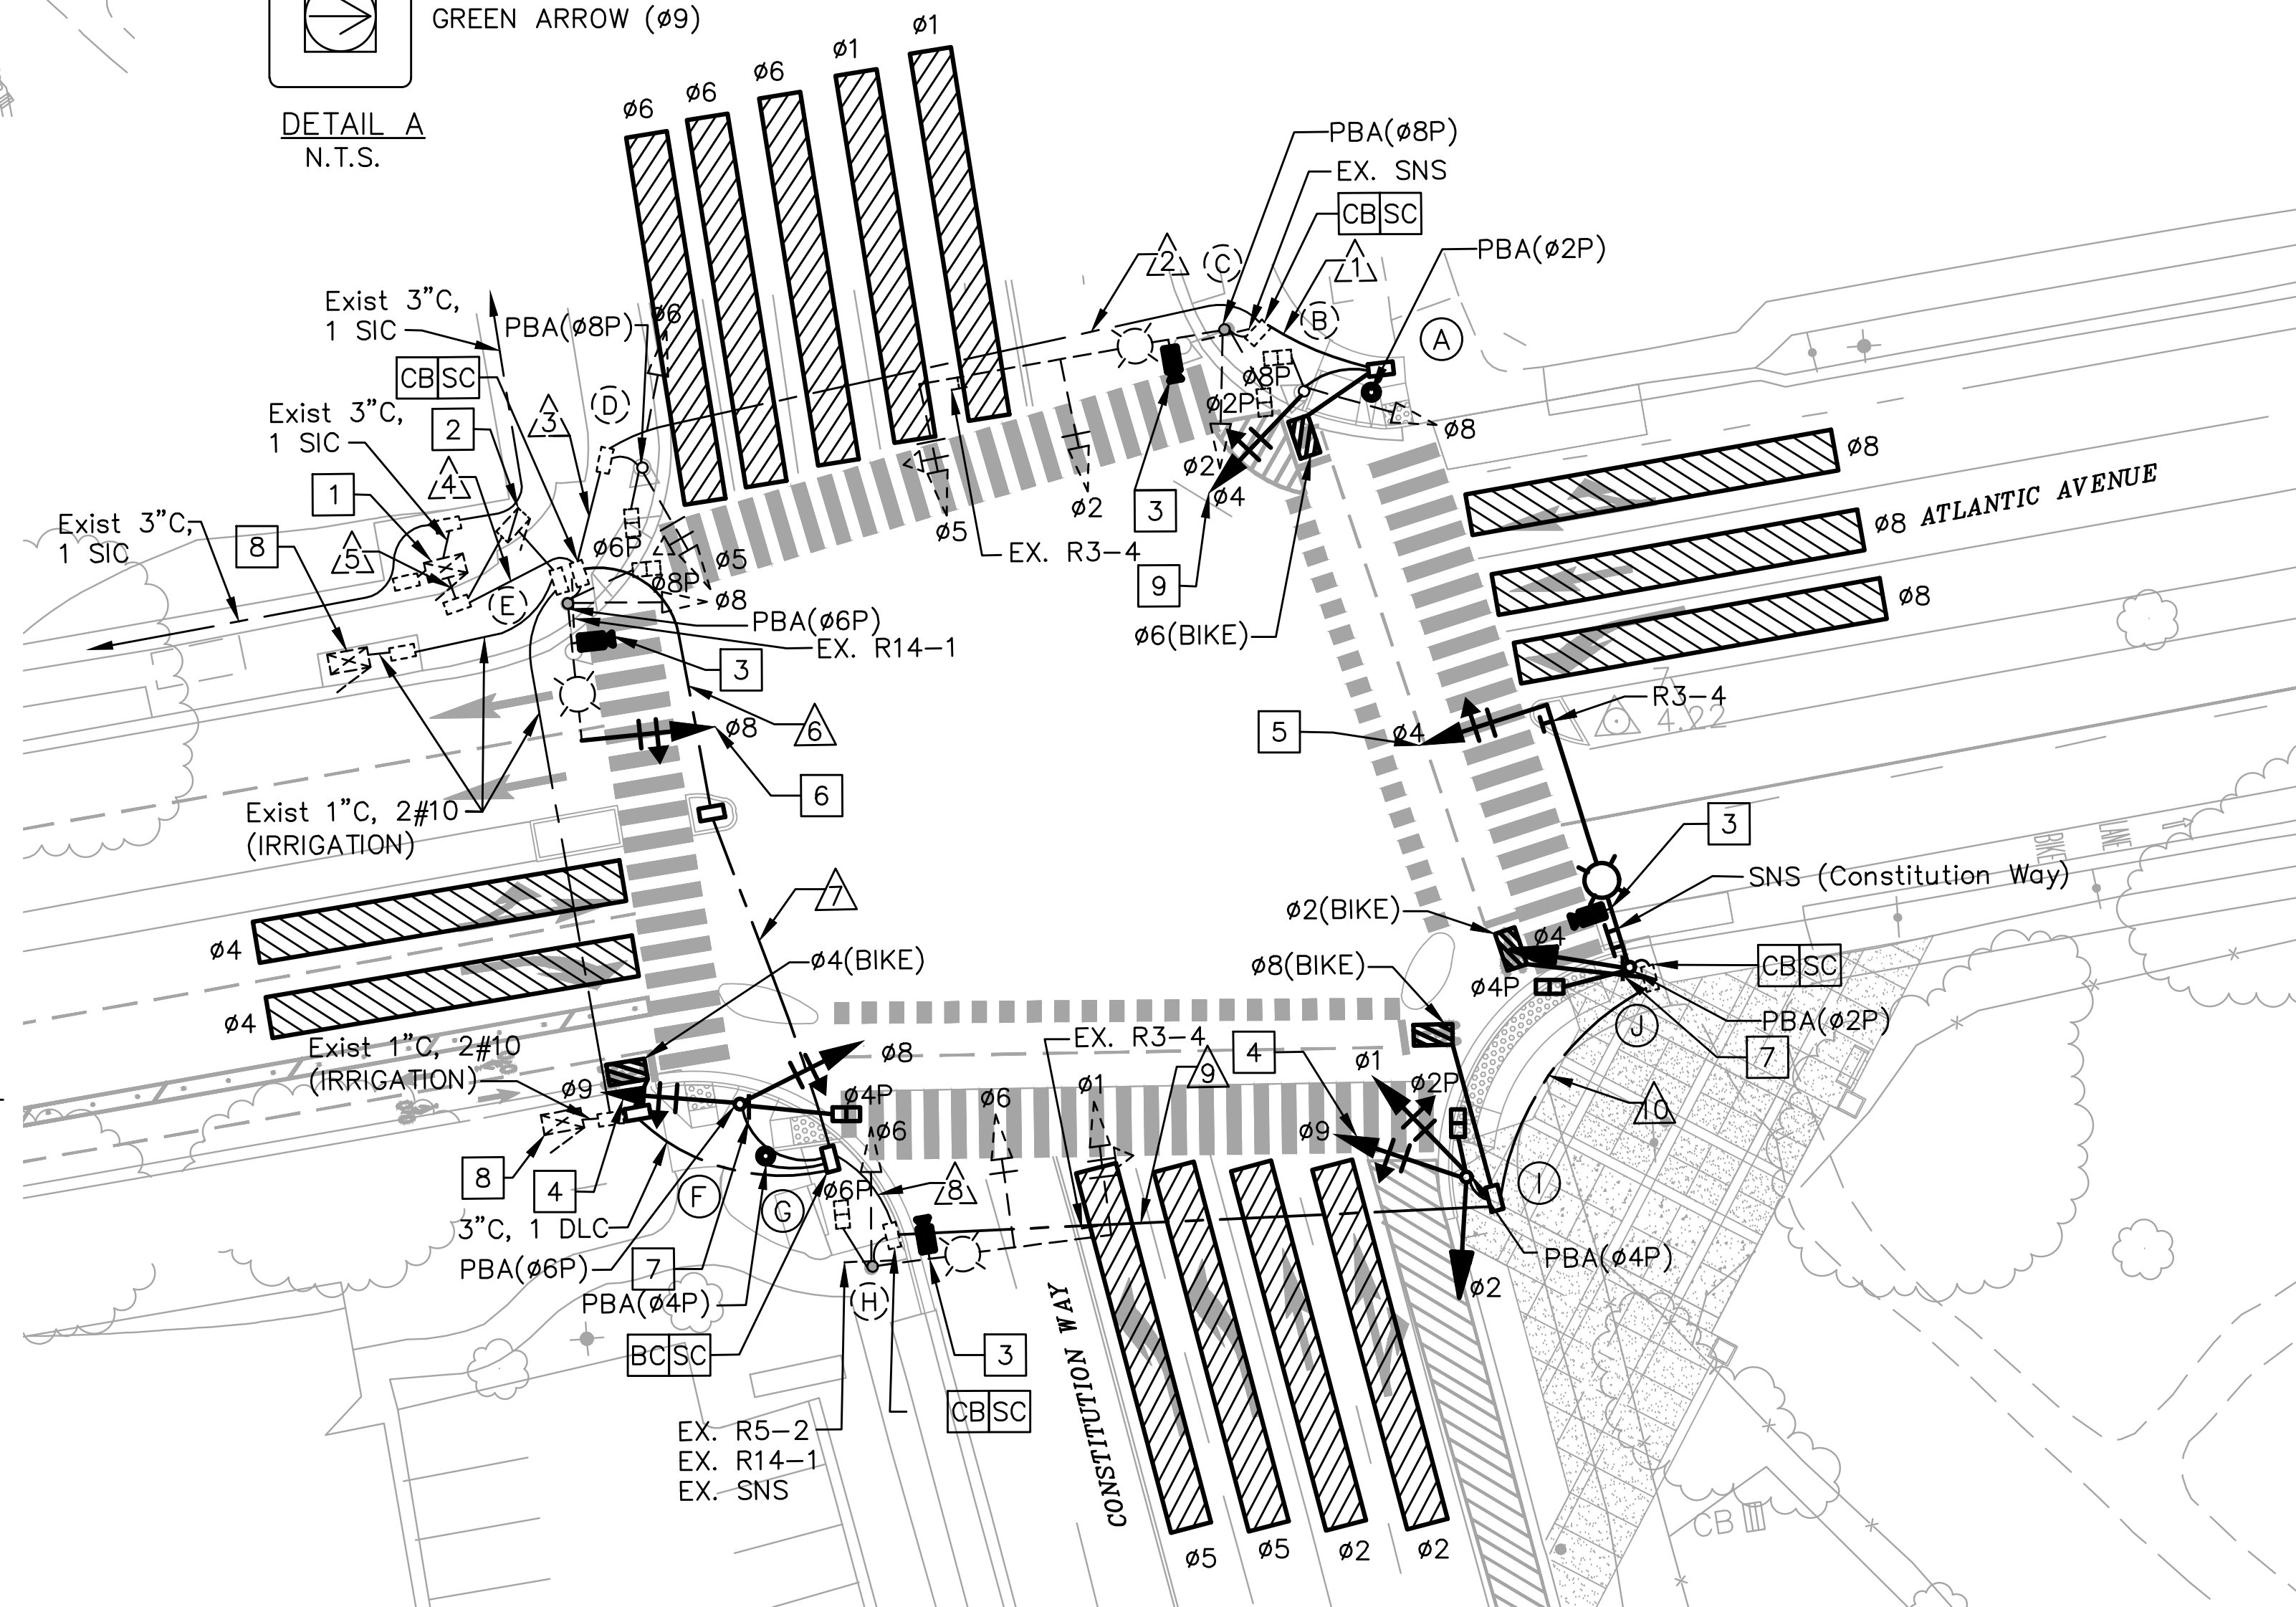 GREEN ARROW (ø9)
DETAIL A
N.T.S.
ø6
ø6
ø6
ø1
ø1
PBA(ø8P)
EX. SNS
CB SC
PBA(ø2P)
2
C
1
B
A
Exist 3"C,
1 SIC
PBA(ø8P)
ø6
CB SC
D
3
Exist 3"C,
1 SIC
2
4
1
Exist 3"C,
1 SIC
8
5
E
ø6P
ø8P
ø5
ø8
PBA(ø6P)
EX. R14-1
3
ø8
6
6
Exist 1"C, 2#10
(IRRIGATION)
ø5
ø2
EX. R3-4
3
9
ø6(BIKE)
ø8P
ø2P
ø2
ø4
ø8
ø8
ø8
ø8
ATLANTIC AVENUE
R3-4
7
4.22
5
ø4
3
SNS (Constitution Way)
BIKE
LANE
ø2(BIKE)
ø4
ø8(BIKE)
ø4P
CB SC
J
PBA(ø2P)
7
10
7
ø4
ø4
ø4(BIKE)
Exist 1"C, 2#10
(IRRIGATION)
ø9
ø8
ø4P
8
4
F
G
3"C, 1 DLC
PBA(ø6P)
7
PBA(ø4P)
BC SC
ø6
ø6P
8
ø6
ø1
EX. R3-4
9
4
ø1
ø2P
ø9
I
PBA(ø4P)
ø2
H
3
CB SC
EX. R5-2
EX. R14-1
EX. SNS
CONSTITUTION WAY
ø5
ø5
ø2
ø2
CB